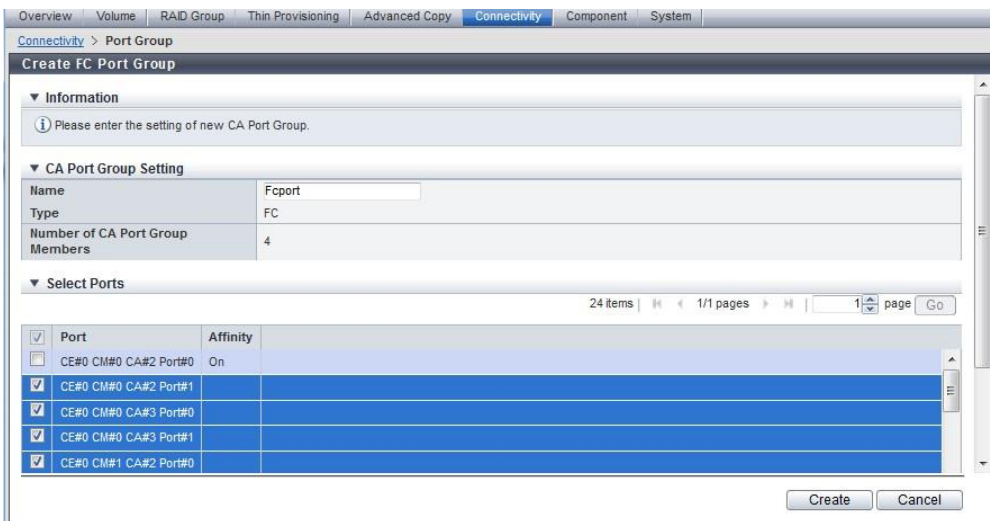 Overview Volume RAID Group Thin Provisioning Advanced Copy Connectivity Component System
Connectivity > Port Group
Create FC Port Group
Information
Please enter the setting of new CA Port Group.
CA Port Group Setting
Name Fcport
Type FC
Number of CA Port Group
Members
4
Select Ports
24 items | 1/1 pages | 1 page Go
Port Affinity
CE#0 CM#0 CA#2 Port#0 On
CE#0 CM#0 CA#2 Port#1
CE#0 CM#0 CA#3 Port#0
CE#0 CM#0 CA#3 Port#1
CE#0 CM#1 CA#2 Port#0
Create Cancel